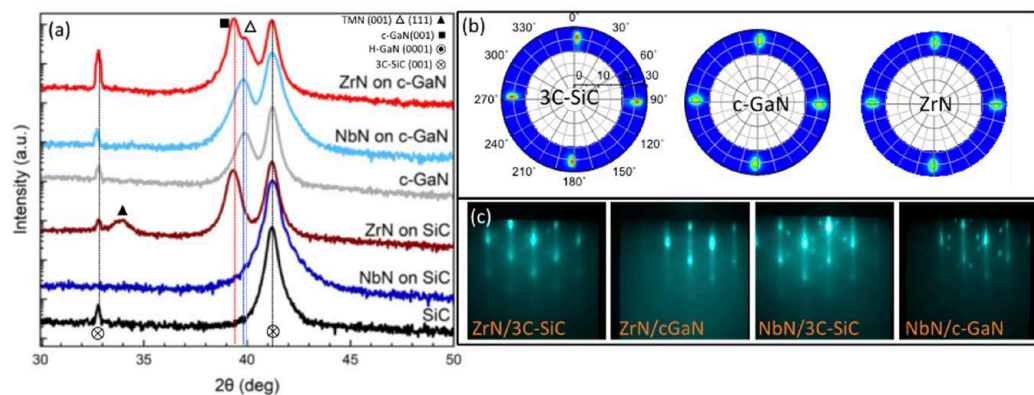 (a)
TMN (001) △ (111) ▲
c-GaN(001) ■
H-GaN (0001) ◉
3C-SiC (001) ⊗
■
△
ZrN on c-GaN
NbN on c-GaN
c-GaN
▲
ZrN on SiC
NbN on SiC
SiC
⊗
⊗
Intensity (a.u.)
30 35 40 45 50
2θ (deg)
(b)
0°
330 30°
300 60°
0 10 20 30
270° 90°
240° 120°
210° 150°
180°
3C-SiC
c-GaN
ZrN
(c)
ZrN/3C-SiC
ZrN/cGaN
NbN/3C-SiC
NbN/c-GaN